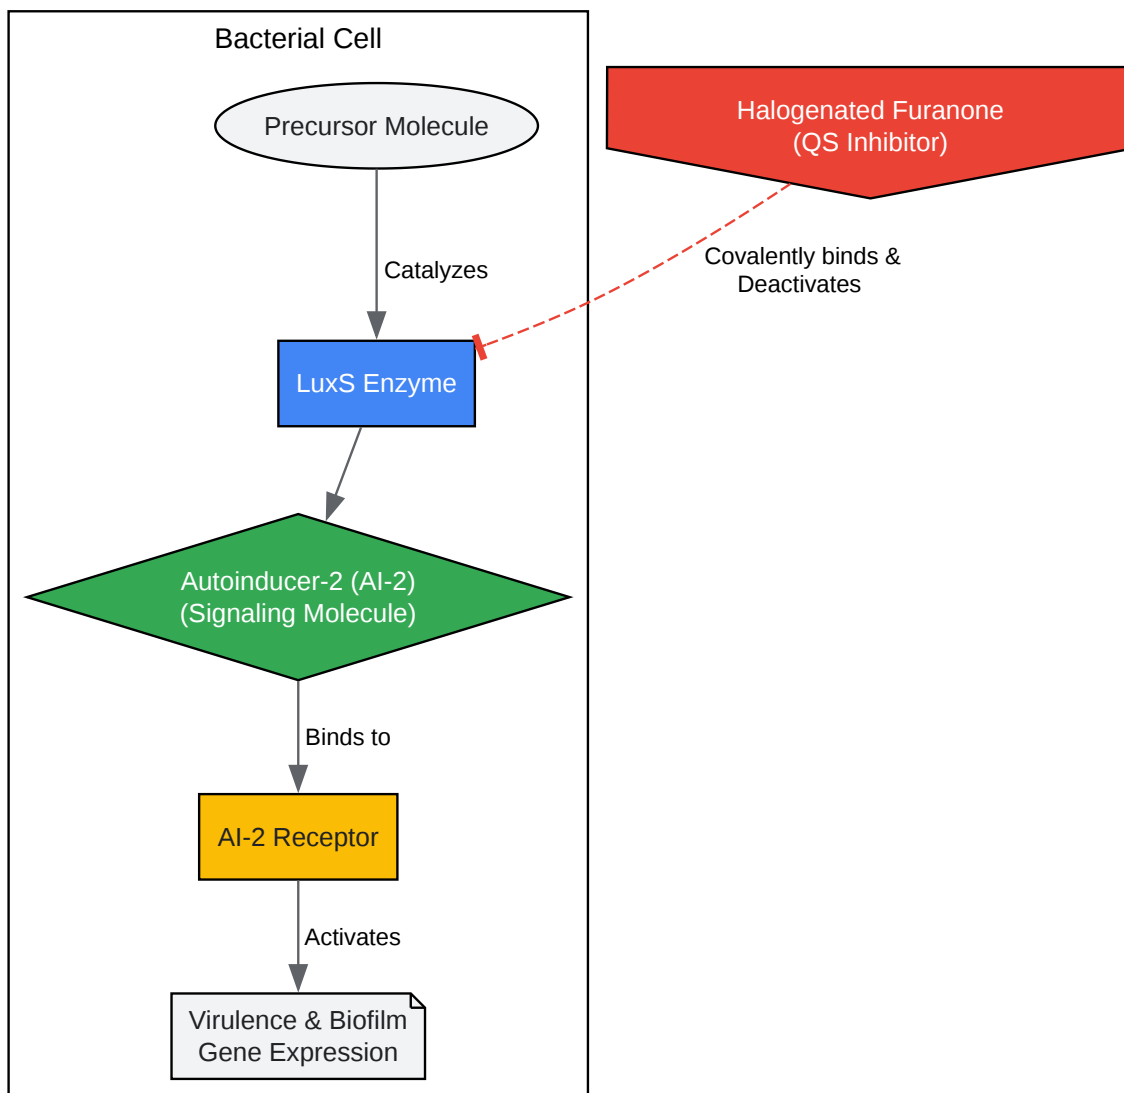 Bacterial Cell
Precursor Molecule
Halogenated Furanone
(QS Inhibitor)
Covalently binds &
Deactivates
Catalyzes
LuxS Enzyme
Autoinducer-2 (AI-2)
(Signaling Molecule)
Binds to
AI-2 Receptor
Activates
Virulence & Biofilm
Gene Expression